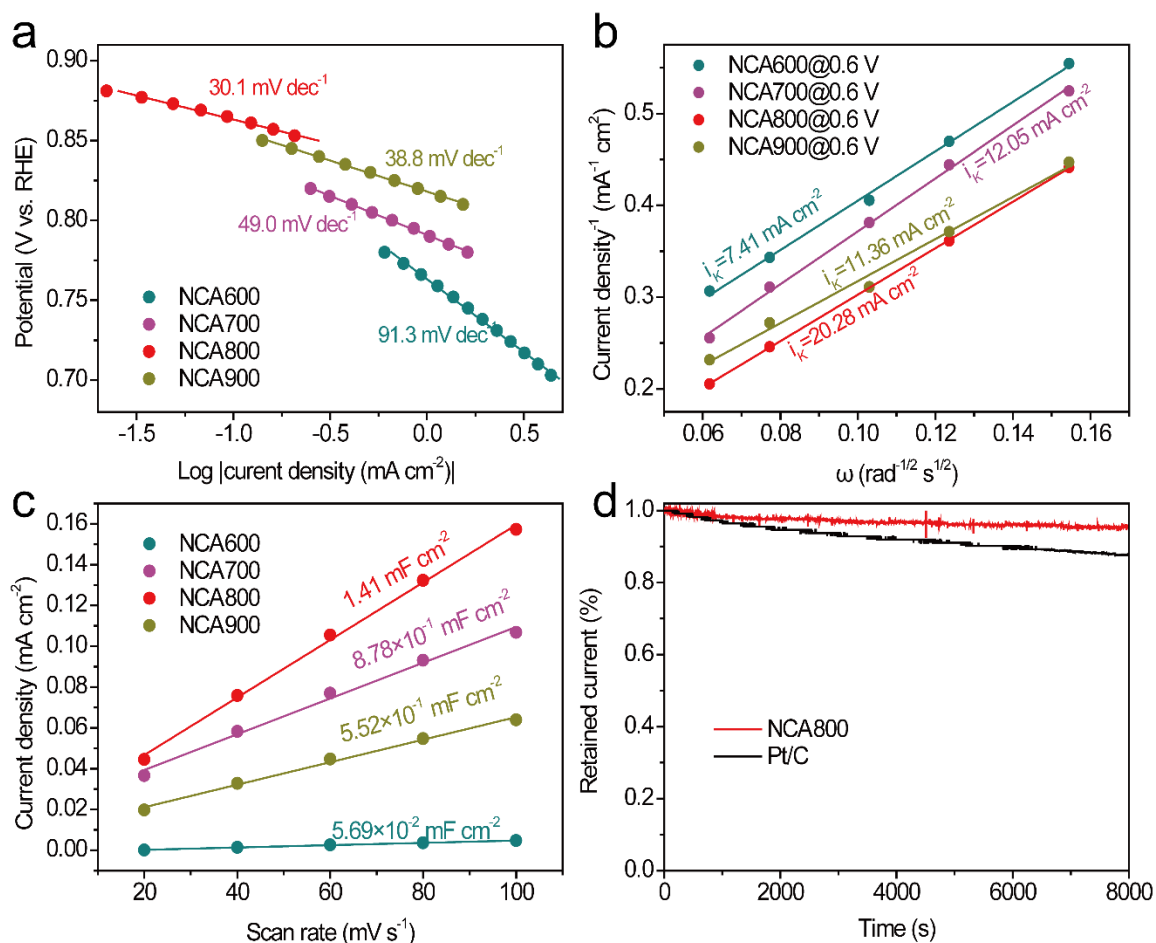 a
0.90
0.85
0.80
0.75
0.70
Potential (V vs. RHE)
30.1 mV dec⁻¹
38.8 mV dec⁻¹
49.0 mV dec⁻¹
91.3 mV dec⁻¹
NCA600
NCA700
NCA800
NCA900
-1.5 -1.0 -0.5 0.0 0.5
Log |curent density (mA cm⁻²)|
b
0.5
0.4
0.3
0.2
Current density⁻¹ (mA⁻¹ cm²)
NCA600@0.6 V
NCA700@0.6 V
NCA800@0.6 V
NCA900@0.6 V
i_K=7.41 mA cm⁻²
i_K=12.05 mA cm⁻²
i_K=11.36 mA cm⁻²
i_K=20.28 mA cm⁻²
0.06 0.08 0.10 0.12 0.14 0.16
ω (rad⁻¹/² s¹/²)
c
0.16
0.14
0.12
0.10
0.08
0.06
0.04
0.02
0.00
Current density (mA cm⁻²)
NCA600
NCA700
NCA800
NCA900
1.41 mF cm⁻²
8.78×10⁻¹ mF cm⁻²
5.52×10⁻¹ mF cm⁻²
5.69×10⁻² mF cm⁻²
20 40 60 80 100
Scan rate (mV s⁻¹)
d
1.0
0.8
0.6
0.4
0.2
0.0
Retained current (%)
NCA800
Pt/C
0 2000 4000 6000 8000
Time (s)